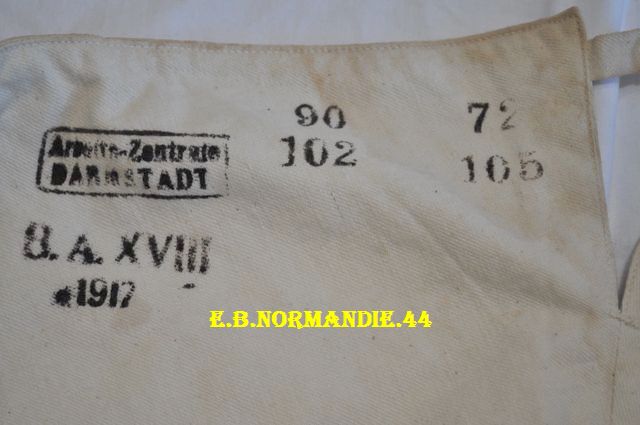 90 72
102 105
Arbeits-Zentrale
DARMSTADT
B. A. XVIII
1917
E.B.NORMANDIE.44